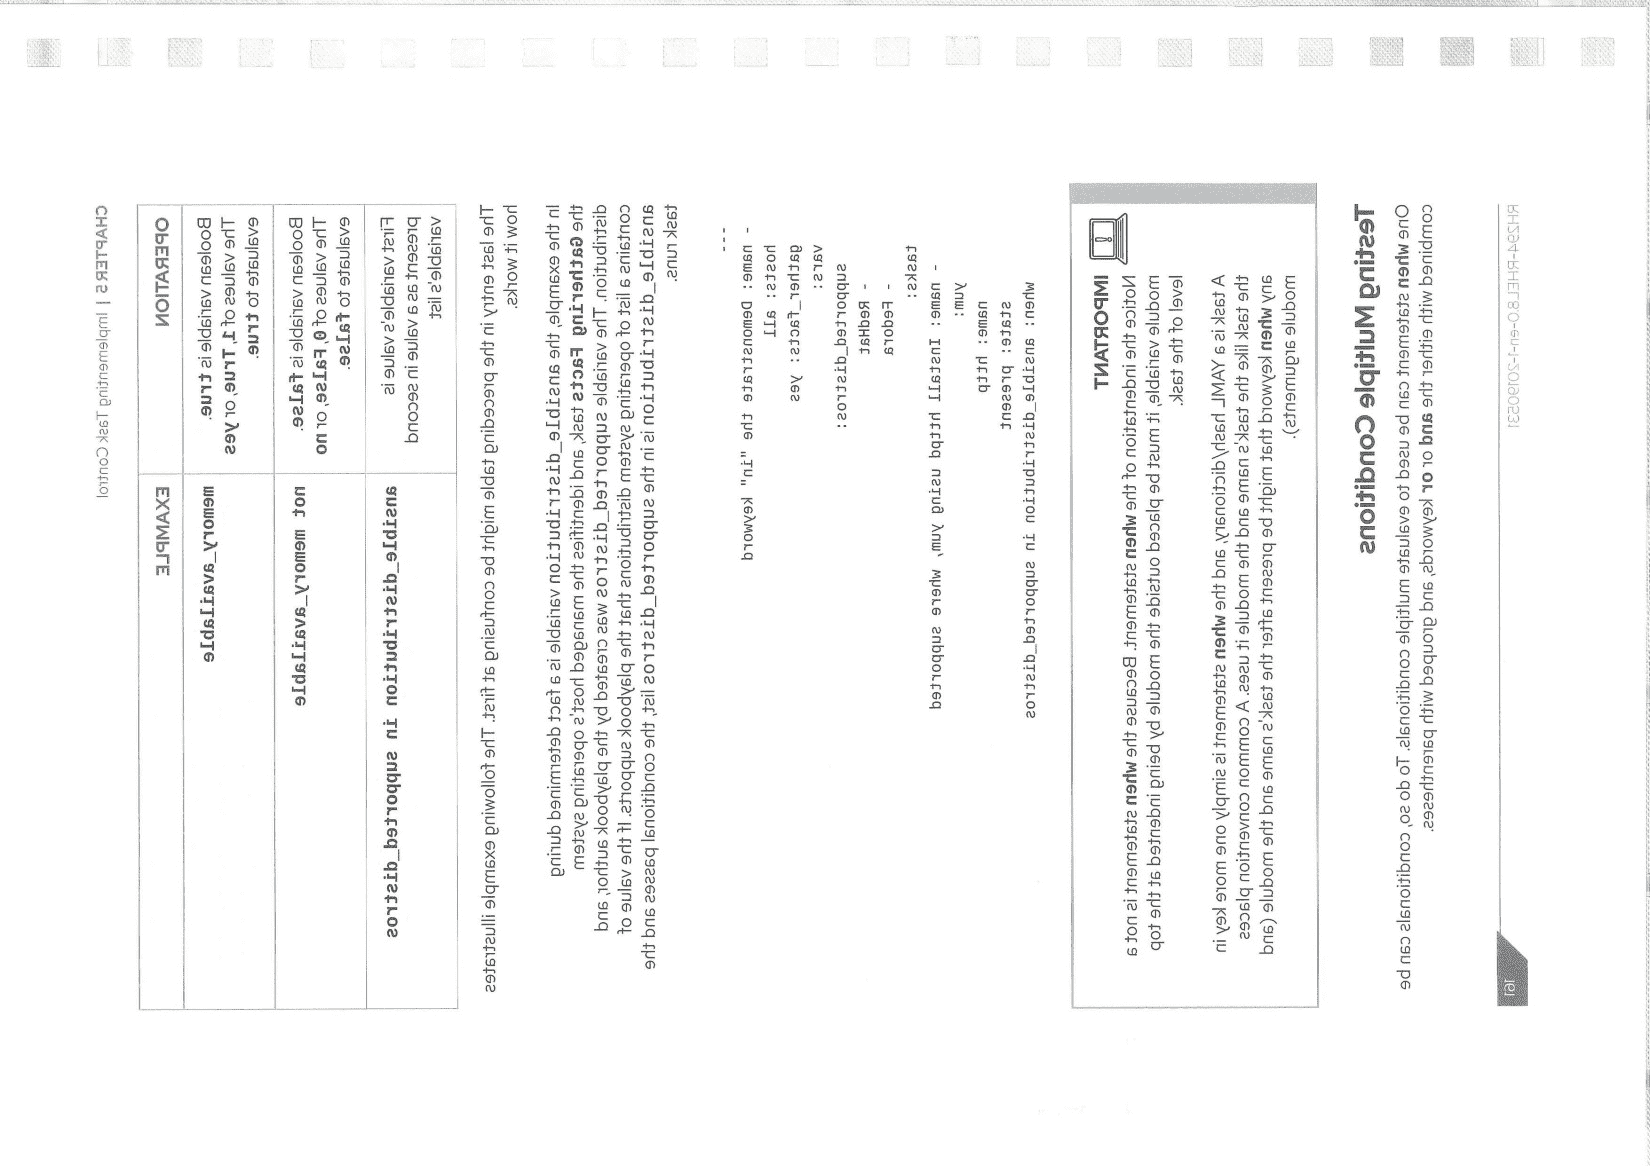 CHAPTER 5 | Implementing Task Control
OPERATION EXAMPLE
Boolean variable is true. memory_available
The values of 1, True, or yes
evaluate to true.
Boolean variable is false. not memory_available
The values of 0, False, or no
evaluate to false.
First variable's value is ansible_distribution in supported_distros
present as a value in second
variable's list
The last entry in the preceding table might be confusing at first. The following example illustrates
how it works.
In the example, the ansible_distribution variable is a fact determined during
the Gathering Facts task, and identifies the managed host's operating system
distribution. The variable supported_distros was created by the playbook author, and
contains a list of operating system distributions that the playbook supports. If the value of
ansible_distribution is in the supported_distros list, the conditional passes and the
task runs.
---
- name: Demonstrate the "in" keyword
hosts: all
gather_facts: yes
vars:
supported_distros:
- RedHat
- Fedora
tasks:
- name: Install httpd using yum, where supported
yum:
name: http
state: present
when: ansible_distribution in supported_distros
IMPORTANT
Notice the indentation of the when statement. Because the when statement is not a
module variable, it must be placed outside the module by being indented at the top
level of the task.
A task is a YAML hash/dictionary, and the when statement is simply one more key in
the task like the task's name and the module it uses. A common convention places
any when keyword that might be present after the task's name and the module (and
module arguments).
Testing Multiple Conditions
One when statement can be used to evaluate multiple conditionals. To do so, conditionals can be
combined with either the and or or keywords, and grouped with parentheses.
RH294-RHEL8.0-en-1-20190531 161